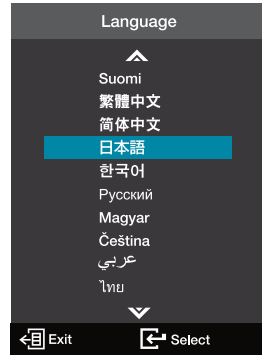 Language
Suomi
繁體中文
简体中文
日本語
한국어
Русский
Magyar
Čeština
عربي
ไทย
Exit Select